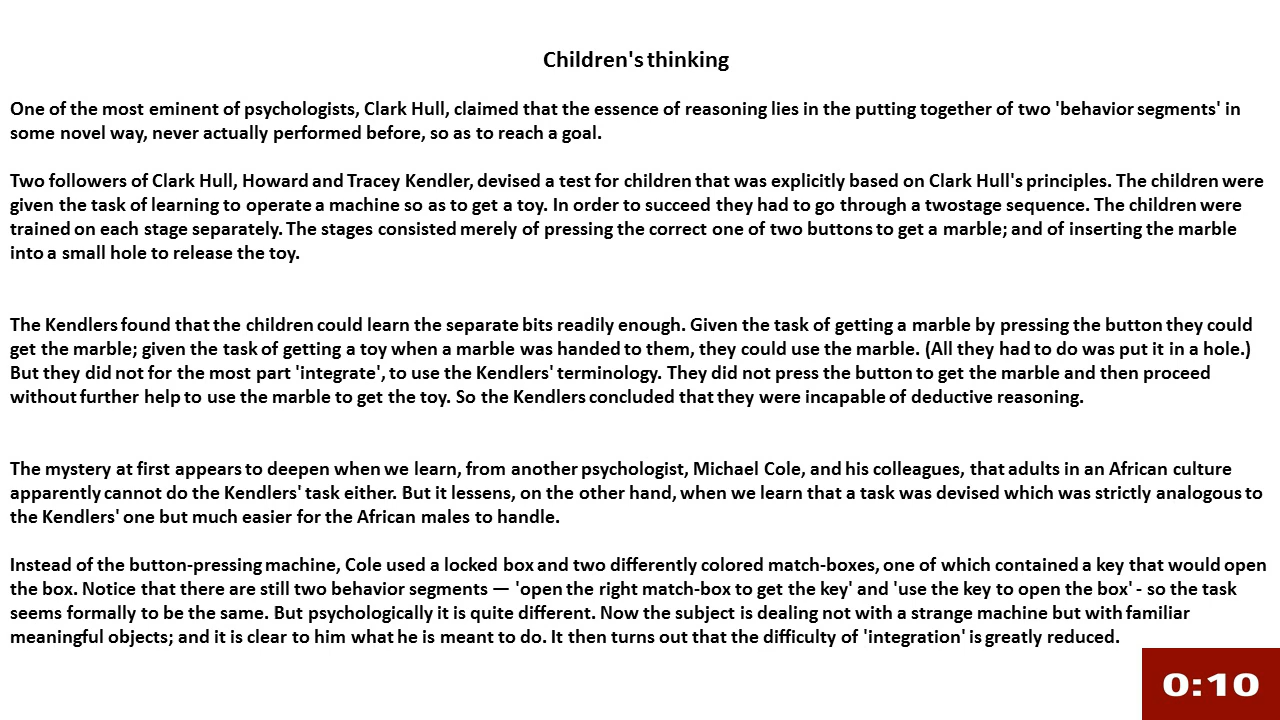 Children's thinking
One of the most eminent of psychologists, Clark Hull, claimed that the essence of reasoning lies in the putting together of two 'behavior segments' in
some novel way, never actually performed before, so as to reach a goal.
Two followers of Clark Hull, Howard and Tracey Kendler, devised a test for children that was explicitly based on Clark Hull's principles. The children were
given the task of learning to operate a machine so as to get a toy. In order to succeed they had to go through a twostage sequence. The children were
trained on each stage separately. The stages consisted merely of pressing the correct one of two buttons to get a marble; and of inserting the marble
into a small hole to release the toy.
The Kendlers found that the children could learn the separate bits readily enough. Given the task of getting a marble by pressing the button they could
get the marble; given the task of getting a toy when a marble was handed to them, they could use the marble. (All they had to do was put it in a hole.)
But they did not for the most part 'integrate', to use the Kendlers' terminology. They did not press the button to get the marble and then proceed
without further help to use the marble to get the toy. So the Kendlers concluded that they were incapable of deductive reasoning.
The mystery at first appears to deepen when we learn, from another psychologist, Michael Cole, and his colleagues, that adults in an African culture
apparently cannot do the Kendlers' task either. But it lessens, on the other hand, when we learn that a task was devised which was strictly analogous to
the Kendlers' one but much easier for the African males to handle.
Instead of the button-pressing machine, Cole used a locked box and two differently colored match-boxes, one of which contained a key that would open
the box. Notice that there are still two behavior segments — 'open the right match-box to get the key' and 'use the key to open the box' - so the task
seems formally to be the same. But psychologically it is quite different. Now the subject is dealing not with a strange machine but with familiar
meaningful objects; and it is clear to him what he is meant to do. It then turns out that the difficulty of 'integration' is greatly reduced.
0:10